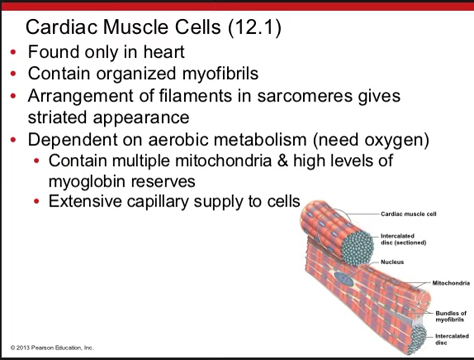 Cardiac Muscle Cells (12.1)
• Found only in heart
• Contain organized myofibrils
• Arrangement of filaments in sarcomeres gives
striated appearance
• Dependent on aerobic metabolism (need oxygen)
• Contain multiple mitochondria & high levels of
myoglobin reserves
• Extensive capillary supply to cells
Cardiac muscle cell
Intercalated
disc (sectioned)
Nucleus
Mitochondria
Bundles of
myofibrils
Intercalated
disc
© 2013 Pearson Education, Inc.